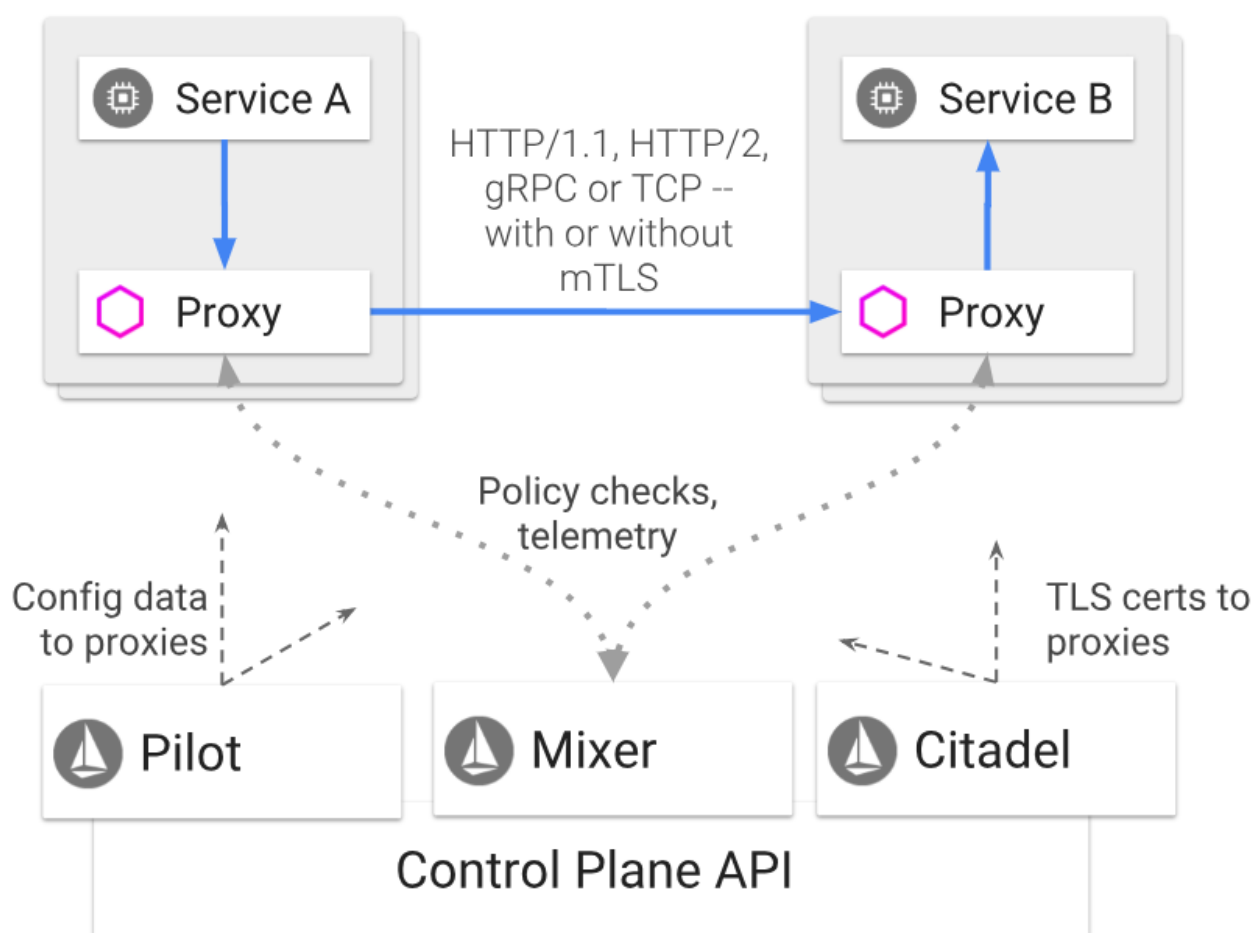 Service A
Service B
HTTP/1.1, HTTP/2,
gRPC or TCP --
with or without
mTLS
Proxy
Proxy
Policy checks,
telemetry
Config data
to proxies
TLS certs to
proxies
Pilot
Mixer
Citadel
Control Plane API